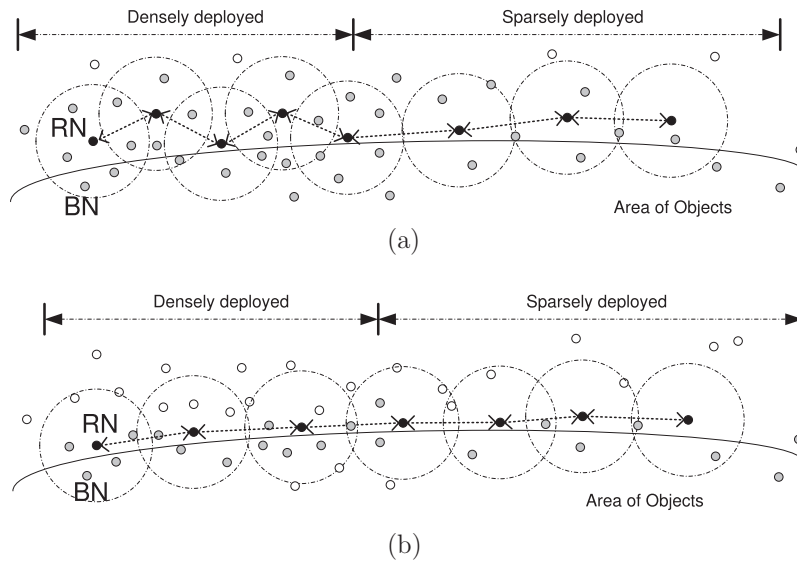 Densely deployed
Sparsely deployed
RN
BN
Area of Objects
(a)
Densely deployed
Sparsely deployed
RN
BN
Area of Objects
(b)